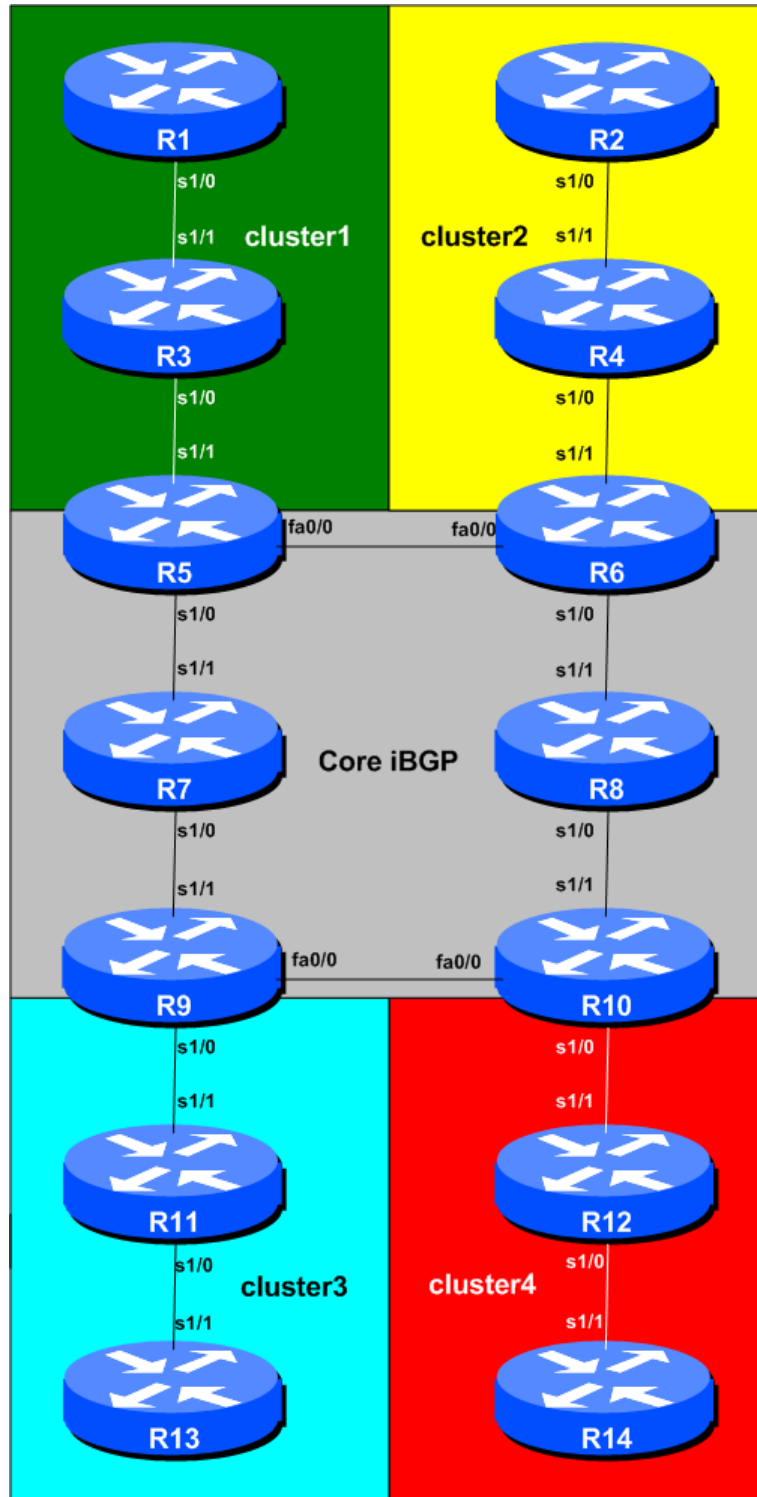 R1
R2
s1/0
s1/0
s1/1
cluster1
cluster2
s1/1
R3
R4
s1/0
s1/0
s1/1
s1/1
fa0/0
fa0/0
R5
R6
s1/0
s1/0
s1/1
s1/1
R7
Core iBGP
R8
s1/0
s1/0
s1/1
s1/1
fa0/0
fa0/0
R9
R10
s1/0
s1/0
s1/1
s1/1
R11
R12
s1/0
s1/0
cluster3
cluster4
s1/1
s1/1
R13
R14